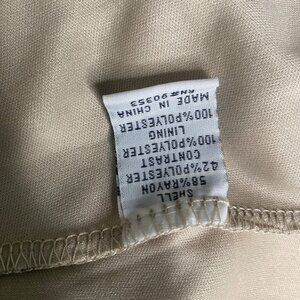 SHELL
58%RAYON
42%POLYESTER
CONTRAST
100%POLYESTER
LINING
100%POLYESTER
MADE IN CHINA
RN#90353